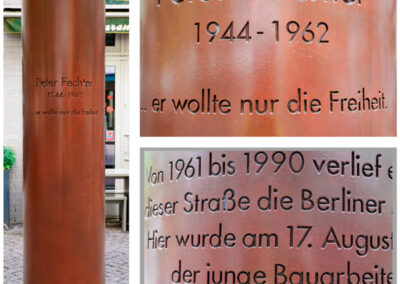 Peter Fechter
1944-1962
... er wollte nur die Freiheit.
1944 - 1962
... er wollte nur die Freiheit.
Von 1961 bis 1990 verlief e
dieser Straße die Berliner
Hier wurde am 17. August
der junge Bauarbeite